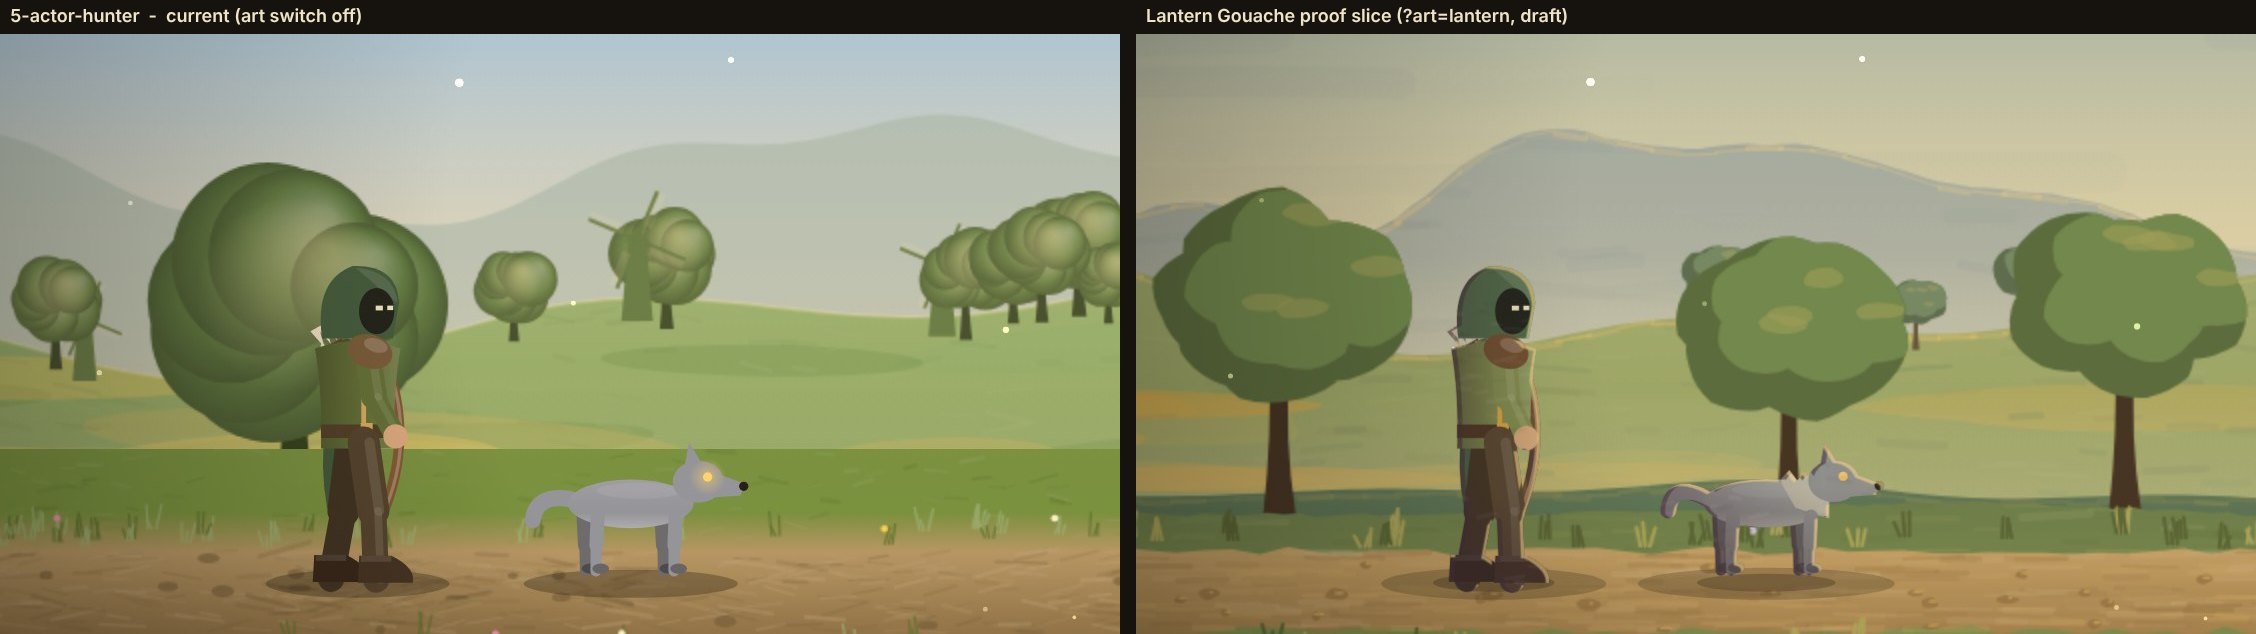 5-actor-hunter - current (art switch off)
Lantern Gouache proof slice (?art=lantern, draft)